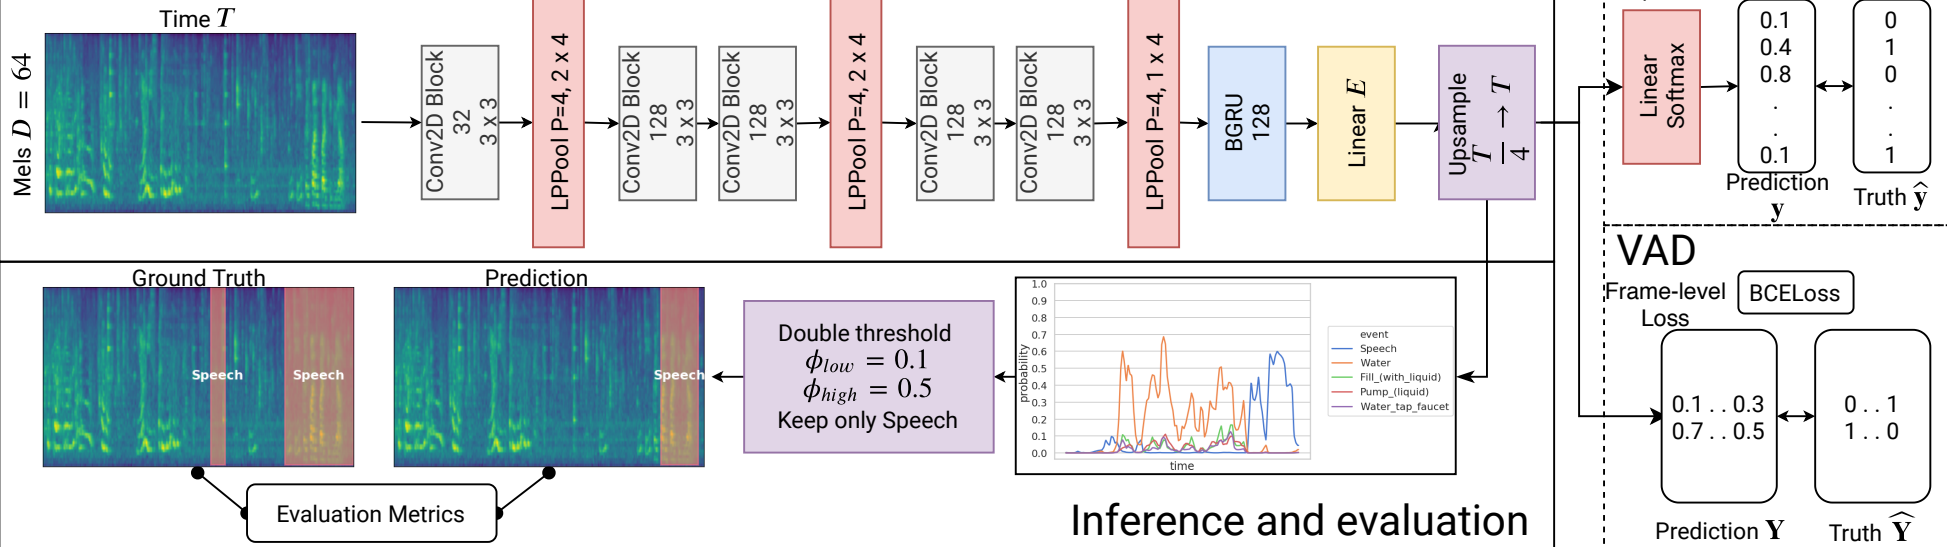 Time T
Mels D = 64
Conv2D Block
32
3 x 3
LPPool P=4, 2 x 4
Conv2D Block
128
3 x 3
Conv2D Block
128
3 x 3
LPPool P=4, 2 x 4
Conv2D Block
128
3 x 3
Conv2D Block
128
3 x 3
LPPool P=4, 1 x 4
BGRU
128
Linear E
Upsample
T/4 → T
Linear
Softmax
0.1
0.4
0.8
.
.
0.1
Prediction
y
0
1
0
.
.
1
Truth ŷ
VAD
Frame-level
Loss
BCELoss
0.1 . . 0.3
0.7 . . 0.5
Prediction Y
0 . . 1
1 . . 0
Truth Ŷ
Ground Truth
Speech
Speech
Prediction
Speech
Evaluation Metrics
Double threshold
ϕlow = 0.1
ϕhigh = 0.5
Keep only Speech
1.0
0.9
0.8
0.7
0.6
0.5
0.4
0.3
0.2
0.1
0.0
probability
time
event
Speech
Water
Fill_(with_liquid)
Pump_(liquid)
Water_tap_faucet
Inference and evaluation